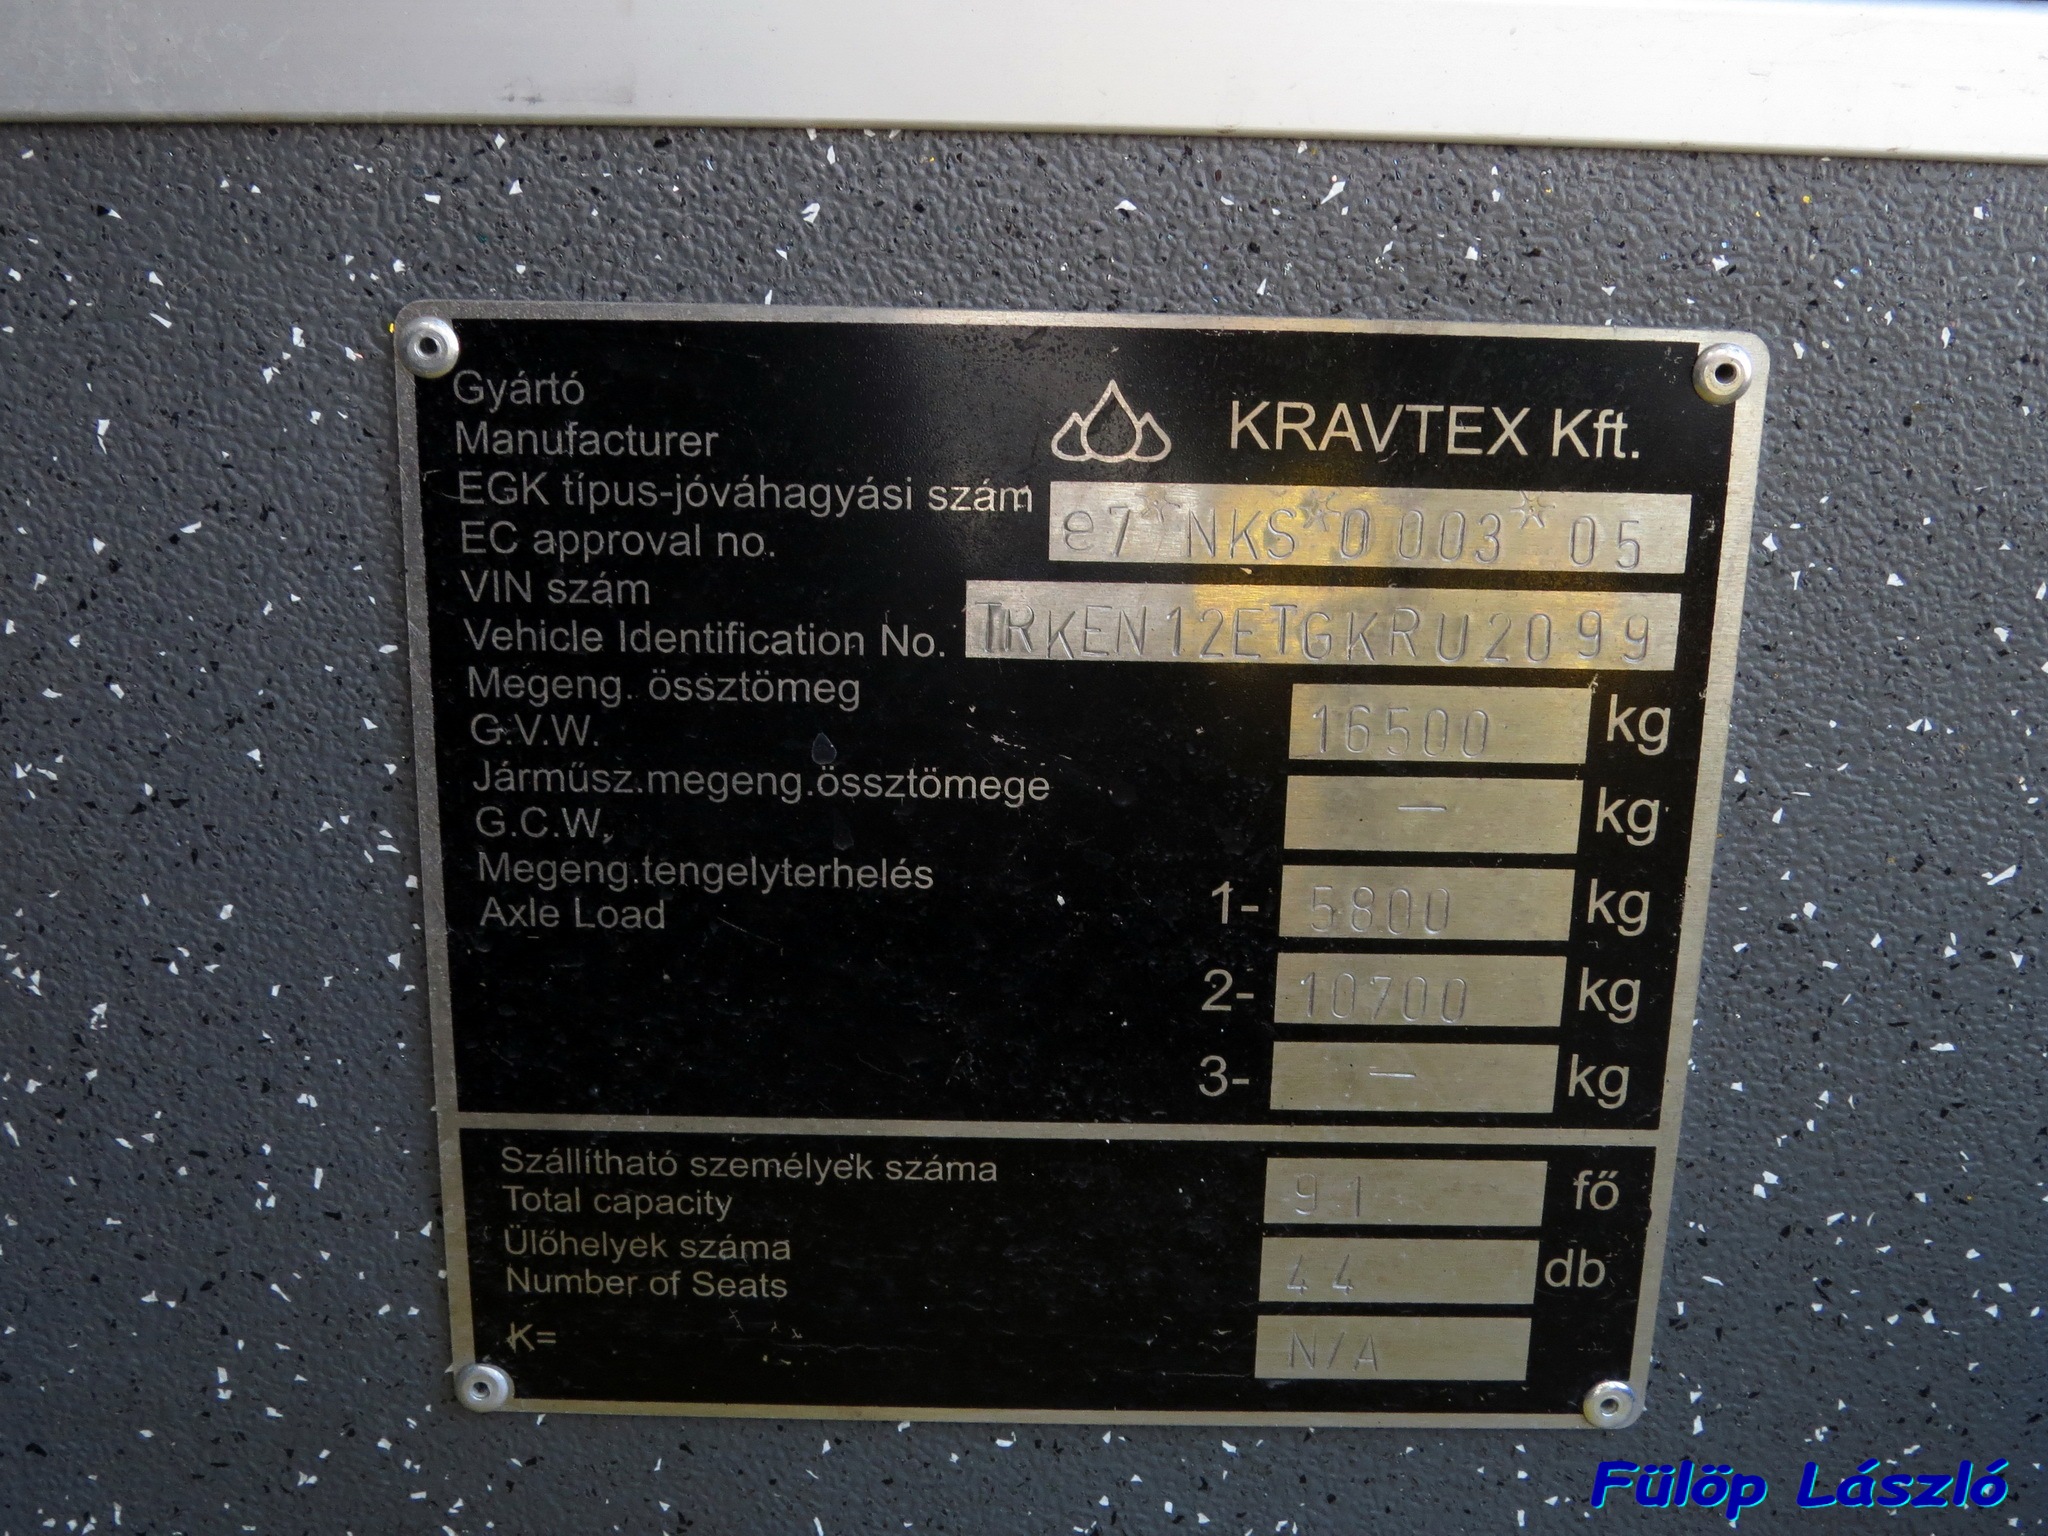 Gyártó
Manufacturer
KRAVTEX Kft.
EGK típus-jóváhagyási szám
EC approval no.
e7*NKS*0003*05
VIN szám
Vehicle Identification No.
TRKEN12ETGKRU2099
Megeng. össztömeg
G.V.W.
16500 kg
Járműsz.megeng.össztömege
G.C.W.
— kg
Megeng.tengelyterhelés
Axle Load
1- 5800 kg
2- 10700 kg
3- — kg
Szállítható személyek száma
Total capacity
91 fő
Ülőhelyek száma
Number of Seats
44 db
K=
N/A
Fülöp László